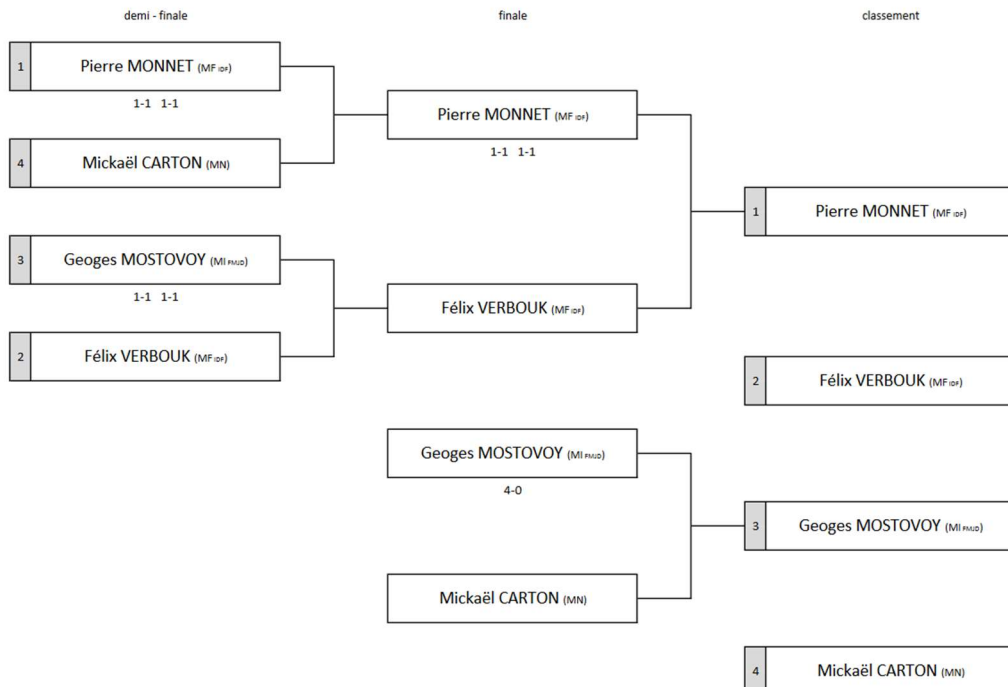 demi - finale
finale
classement
1 Pierre MONNET (MF IDF)
1-1 1-1
4 Mickaël CARTON (MN)
3 Geoges MOSTOVOY (MI FMJD)
1-1 1-1
2 Félix VERBOUK (MF IDF)
Pierre MONNET (MF IDF)
1-1 1-1
Félix VERBOUK (MF IDF)
Geoges MOSTOVOY (MI FMJD)
4-0
Mickaël CARTON (MN)
1 Pierre MONNET (MF IDF)
2 Félix VERBOUK (MF IDF)
3 Geoges MOSTOVOY (MI FMJD)
4 Mickaël CARTON (MN)